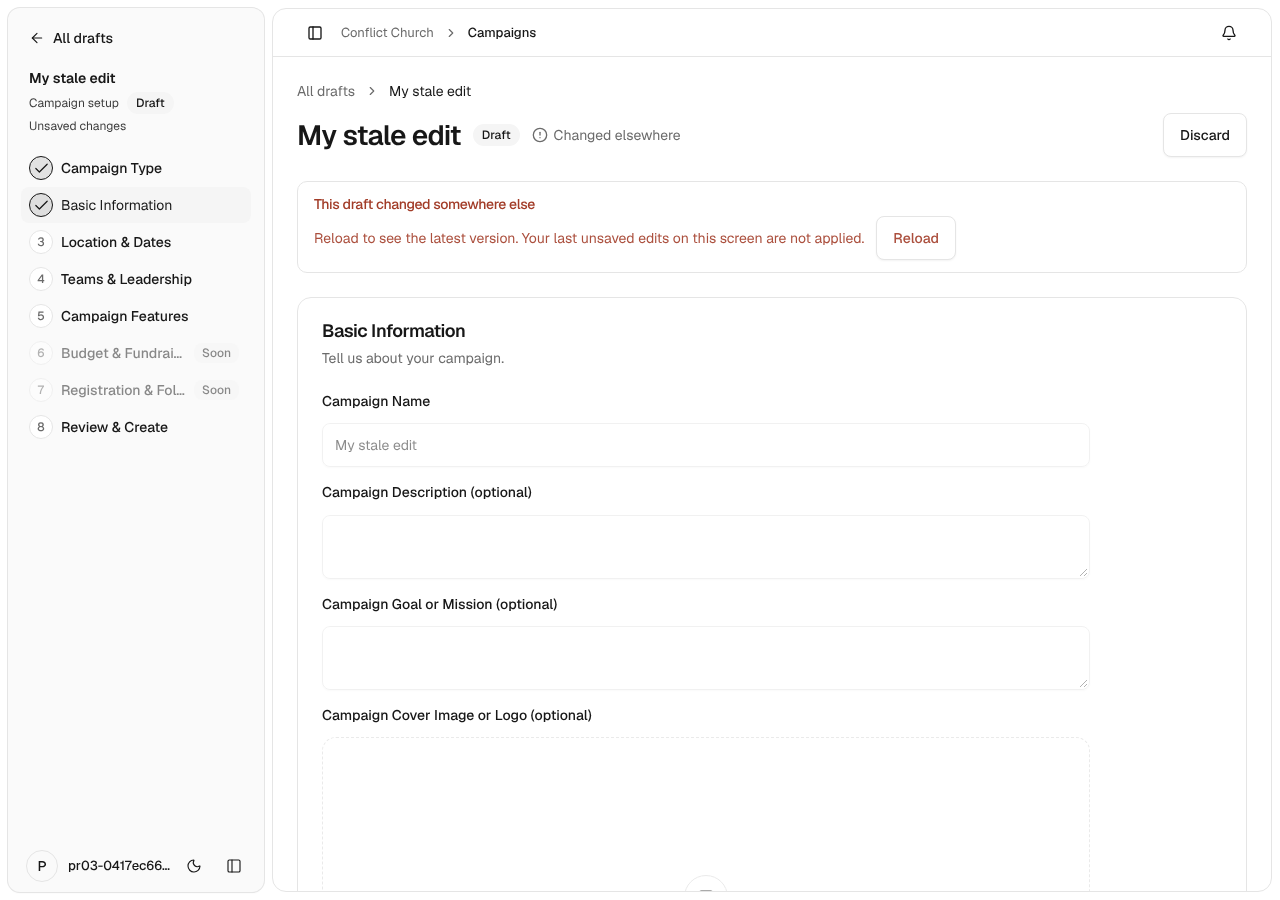 All drafts
My stale edit
Campaign setup Draft
Unsaved changes
Campaign Type
Basic Information
3 Location & Dates
4 Teams & Leadership
5 Campaign Features
6 Budget & Fundrai... Soon
7 Registration & Fol... Soon
8 Review & Create
P pr03-0417ec66...
Conflict Church > Campaigns
All drafts > My stale edit
My stale edit Draft Changed elsewhere
Discard
This draft changed somewhere else
Reload to see the latest version. Your last unsaved edits on this screen are not applied. Reload
Basic Information
Tell us about your campaign.
Campaign Name
My stale edit
Campaign Description (optional)
Campaign Goal or Mission (optional)
Campaign Cover Image or Logo (optional)